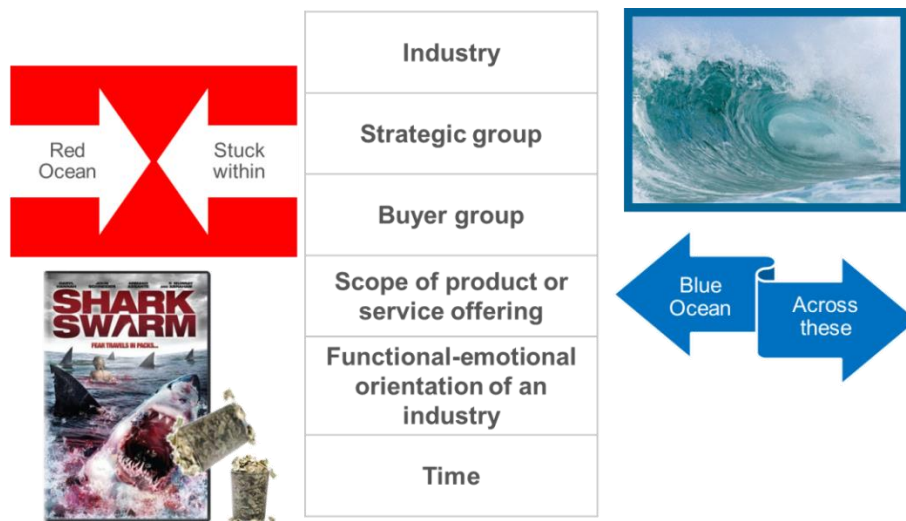 Industry
Strategic group
Buyer group
Scope of product or
service offering
Functional-emotional
orientation of an
industry
Time
Red
Ocean
Stuck
within
SHARK
SWARM
FEAR TRAVELS IN PACKS...
Blue
Ocean
Across
these